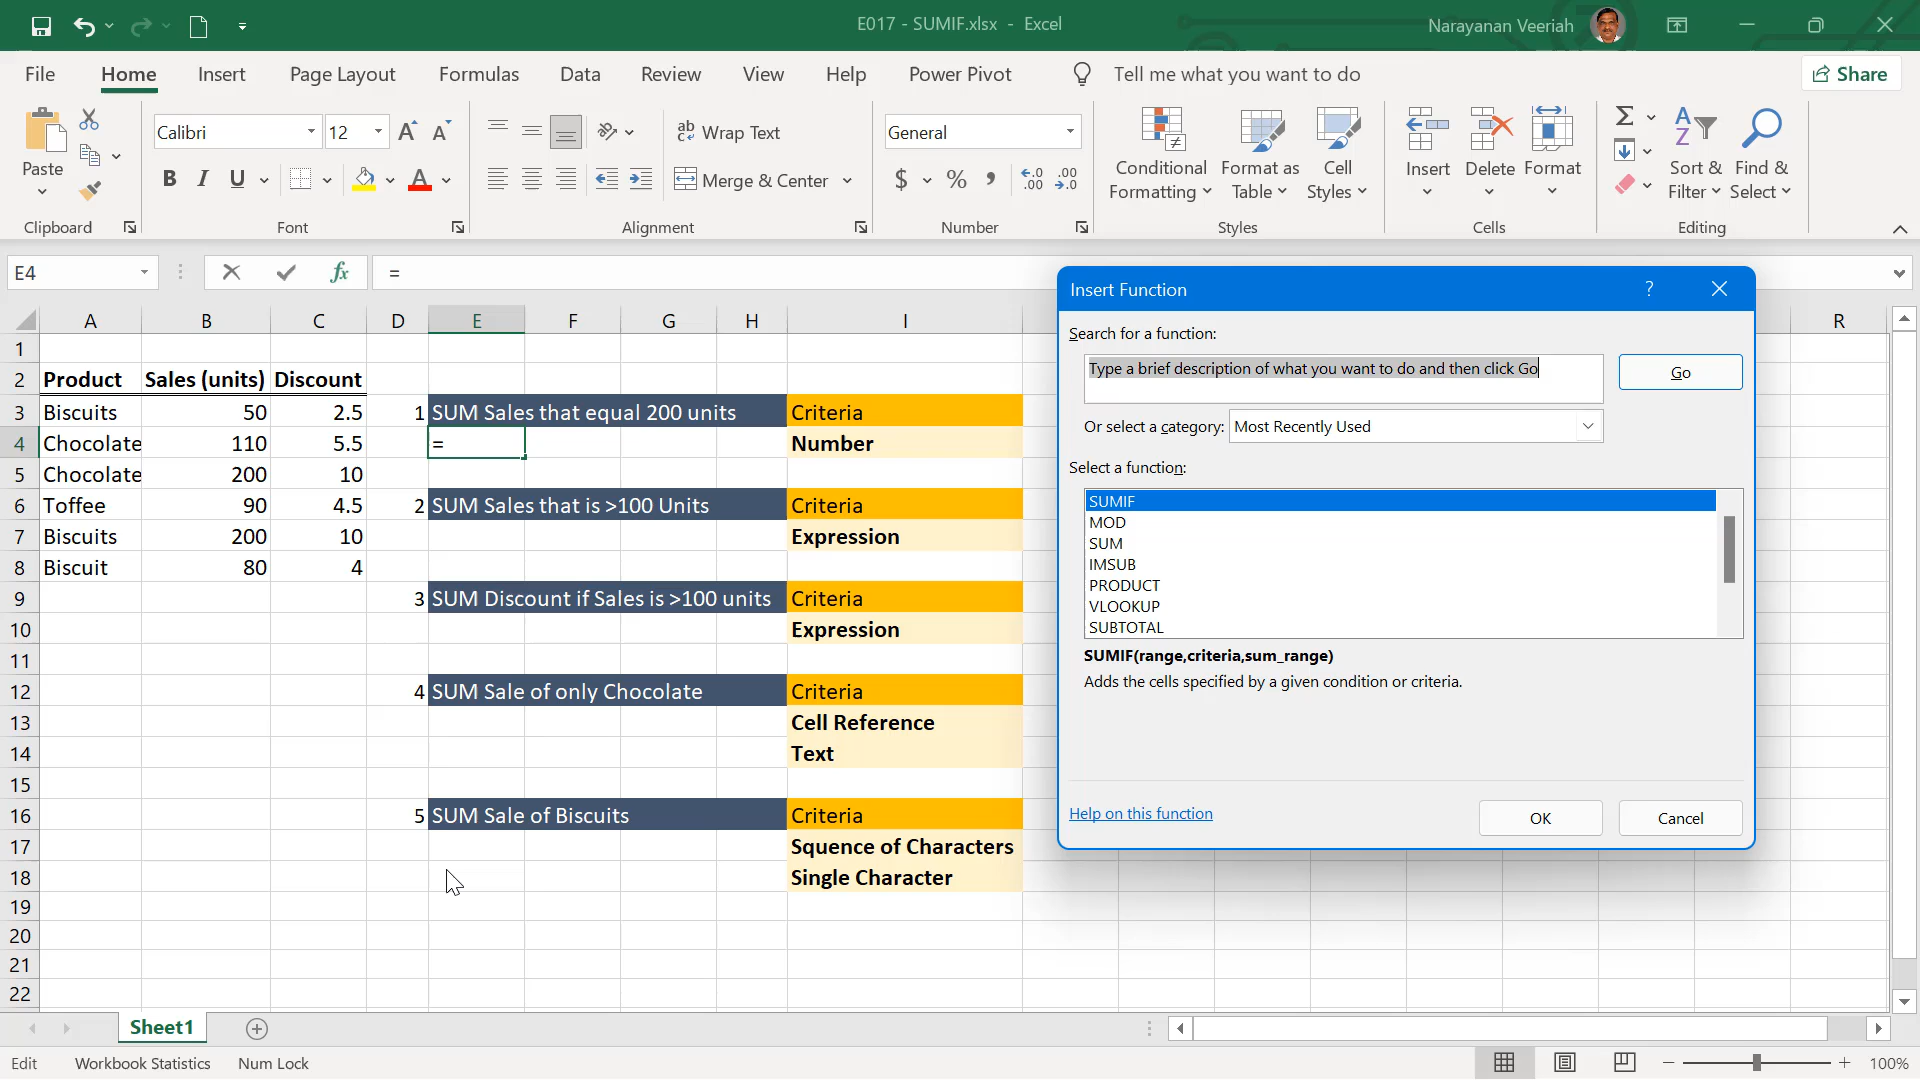 E017 - SUMIF.xlsx - Excel
Narayanan Veeriah
File Home Insert Page Layout Formulas Data Review View Help Power Pivot Tell me what you want to do Share
Calibri 12 ab Wrap Text General
Paste
B I U A Merge & Center $ %
Conditional Formatting
Format as Table
Cell Styles
Insert Delete Format
Sort & Filter
Find & Select
Clipboard Font Alignment Number Styles Cells Editing
E4 fx =
A B C D E F G H I R
1
2 Product Sales (units) Discount
3 Biscuits 50 2.5 1 SUM Sales that equal 200 units Criteria
4 Chocolate 110 5.5 = Number
5 Chocolate 200 10
6 Toffee 90 4.5 2 SUM Sales that is >100 Units Criteria
7 Biscuits 200 10 Expression
8 Biscuit 80 4
9 3 SUM Discount if Sales is >100 units Criteria
10 Expression
11
12 4 SUM Sale of only Chocolate Criteria
13 Cell Reference
14 Text
15
16 5 SUM Sale of Biscuits Criteria
17 Squence of Characters
18 Single Character
19
20
21
22
Insert Function ?
Search for a function:
Type a brief description of what you want to do and then click Go
Go
Or select a category: Most Recently Used
Select a function:
SUMIF
MOD
SUM
IMSUB
PRODUCT
VLOOKUP
SUBTOTAL
SUMIF(range,criteria,sum_range)
Adds the cells specified by a given condition or criteria.
Help on this function OK Cancel
Sheet1
Edit Workbook Statistics Num Lock 100%